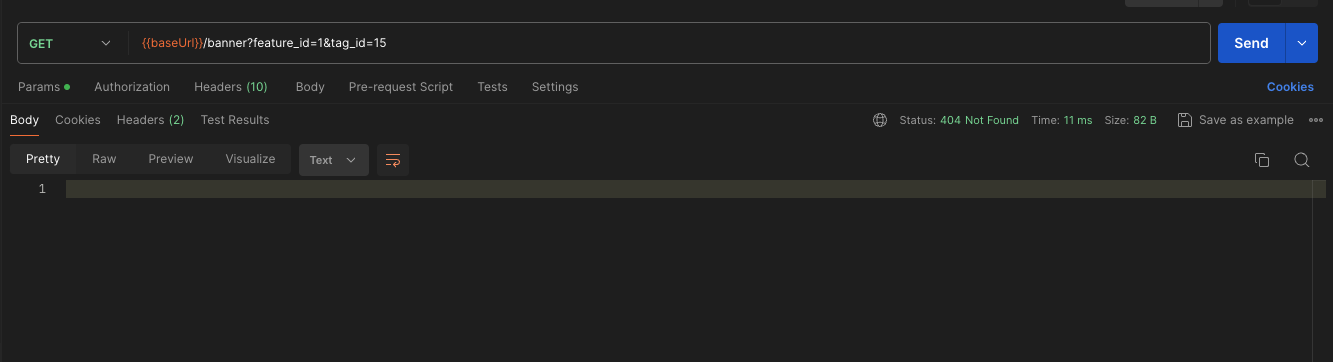 GET {{baseUrl}}/banner?feature_id=1&tag_id=15 Send
Params Authorization Headers (10) Body Pre-request Script Tests Settings Cookies
Body Cookies Headers (2) Test Results Status: 404 Not Found Time: 11 ms Size: 82 B Save as example
Pretty Raw Preview Visualize Text
1